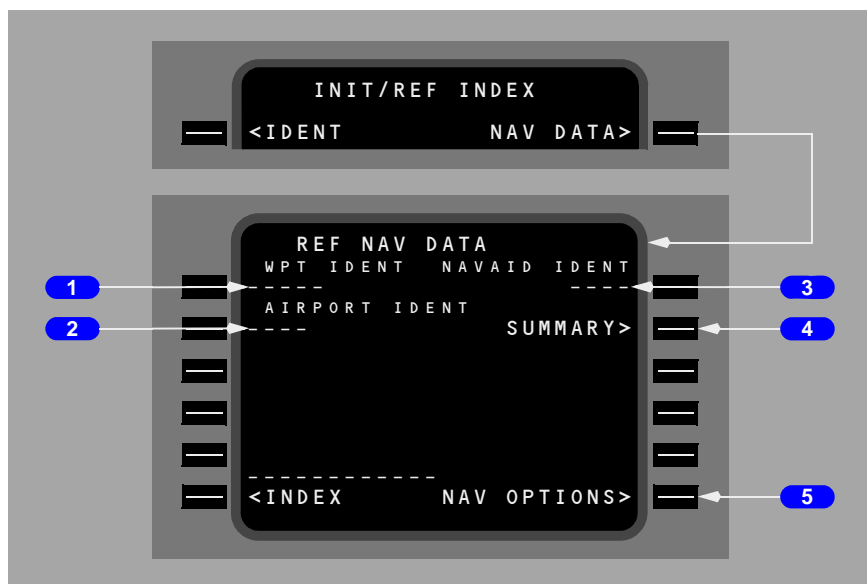 INIT/REF INDEX
<IDENT NAV DATA>
REF NAV DATA
WPT IDENT NAVAID IDENT
1 ----- ---- 3
AIRPORT IDENT
2 ---- SUMMARY> 4
------------
<INDEX NAV OPTIONS> 5